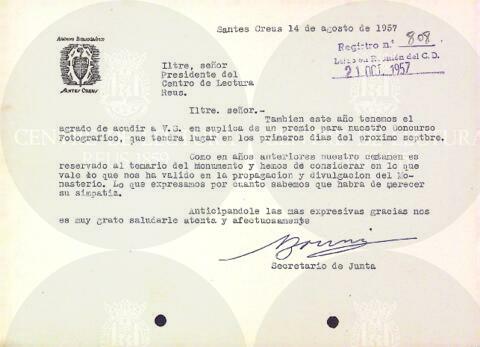 Santes Creus 14 de agosto de 1957
ARCHIVO BIBLIOGRÁFICO
SANTES CREUS
Registro n.º 808
Leído en Reunión del C. D.
21 OCT. 1957
Iltre, señor
Presidente del
Centro de Lectura
Reus.
Iltre. señor.-
Tambien este año tenemos el
agrado de acudir a V.S. en suplica de un premio para nuestro Concurso
Fotografico, que tendra lugar en los primeros dias del proximo septbre.
Como en años anteriores nuestro certamen es
reservado al temario del Monumento y hemos de considerar en lo que
vale lo que nos ha valido en la propagacion y divulgacion del Mo-
nasterio. Lo que expresamos por cuanto sabemos que habra de merecer
su simpatia.
Anticipandole las mas expresivas gracias nos
es muy grato saludarle atenta y afectuosamente
Secretario de Junta